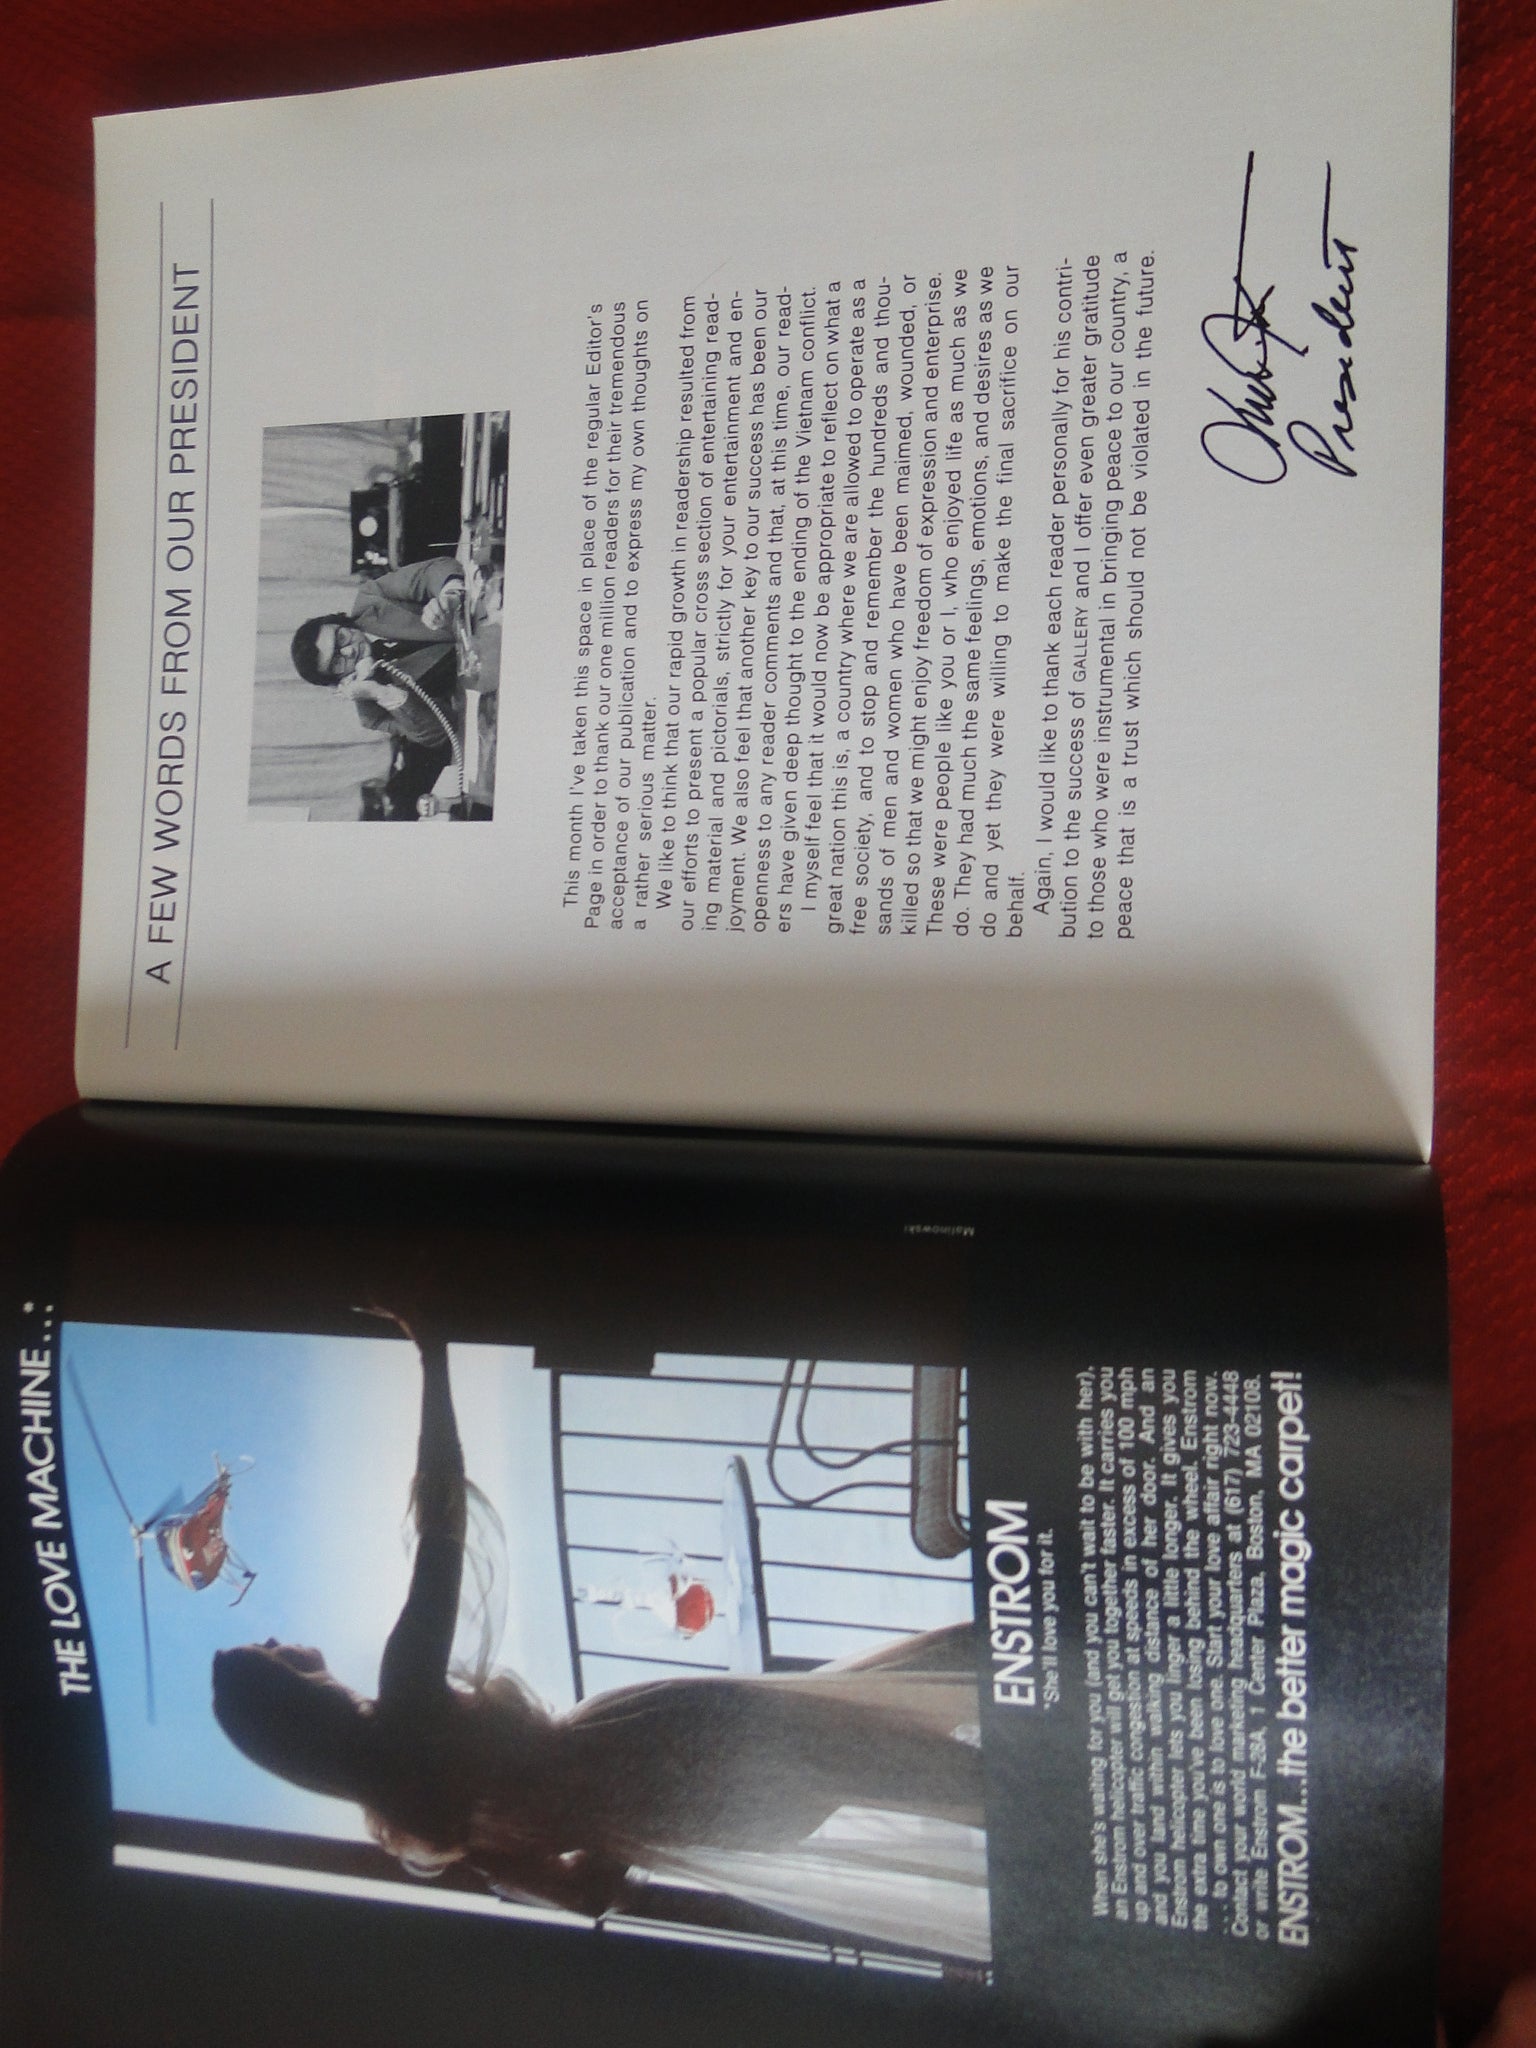 THE LOVE MACHINE...*
Malinowski
ENSTROM
*She'll love you for it.
When she's waiting for you (and you can't wait to be with her),
an Enstrom helicopter will get you together faster. It carries you
up and over traffic congestion at speeds in excess of 100 mph
and you land within walking distance of her door. And an
Enstrom helicopter lets you linger a little longer. It gives you
the extra time you've been losing behind the wheel. Enstrom
... to own one is to love one. Start your love affair right now.
Contact your world marketing headquarters at (617) 723-4448
or write Enstrom F-28A, 1 Center Plaza, Boston, MA 02108.
ENSTROM...the better magic carpet!
A FEW WORDS FROM OUR PRESIDENT
This month I've taken this space in place of the regular Editor's
Page in order to thank our one million readers for their tremendous
acceptance of our publication and to express my own thoughts on
a rather serious matter.
We like to think that our rapid growth in readership resulted from
our efforts to present a popular cross section of entertaining read-
ing material and pictorials, strictly for your entertainment and en-
joyment. We also feel that another key to our success has been our
openness to any reader comments and that, at this time, our read-
ers have given deep thought to the ending of the Vietnam conflict.
I myself feel that it would now be appropriate to reflect on what a
great nation this is, a country where we are allowed to operate as a
free society, and to stop and remember the hundreds and thou-
sands of men and women who have been maimed, wounded, or
killed so that we might enjoy freedom of expression and enterprise.
These were people like you or I, who enjoyed life as much as we
do. They had much the same feelings, emotions, and desires as we
do and yet they were willing to make the final sacrifice on our
behalf.
Again, I would like to thank each reader personally for his contri-
bution to the success of GALLERY and I offer even greater gratitude
to those who were instrumental in bringing peace to our country, a
peace that is a trust which should not be violated in the future.
President